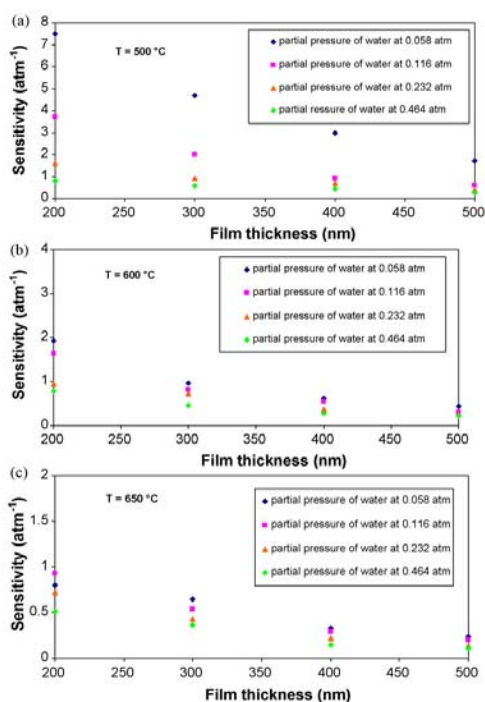 (a)
T = 500 °C
partial pressure of water at 0.058 atm
partial pressure of water at 0.116 atm
partial pressure of water at 0.232 atm
partial ressure of water at 0.464 atm
Sensitivity (atm-1)
8
7
6
5
4
3
2
1
0
200 250 300 350 400 450 500
Film thickness (nm)
(b)
T = 600 °C
partial pressure of water at 0.058 atm
partial pressure of water at 0.116 atm
partial pressure of water at 0.232 atm
partial pressure of water at 0.464 atm
Sensitivity (atm-1)
4
3
2
1
0
200 250 300 350 400 450 500
Film thickness (nm)
(c)
T = 650 °C
partial pressure of water at 0.058 atm
partial pressure of water at 0.116 atm
partial pressure of water at 0.232 atm
partial pressure of water at 0.464 atm
Sensitivity (atm-1)
2
1.5
1
0.5
0
200 250 300 350 400 450 500
Film thickness (nm)